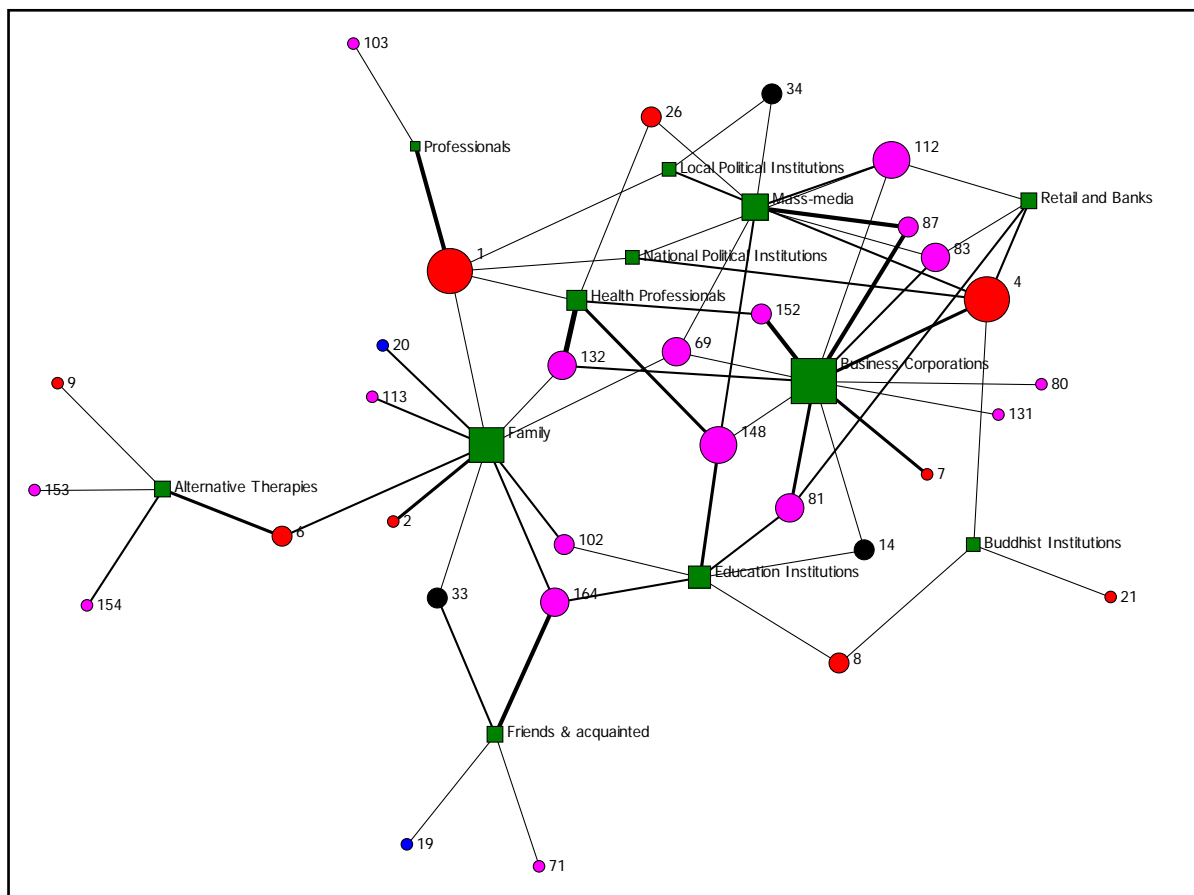 103
34
26
Professionals
112
Local Political Institutions
Mass-media
Retail and Banks
87
1
National Political Institutions
83
4
Health Professionals
152
20
69
132
Business Corporations
9
80
113
131
Family
148
7
Alternative Therapies
153
81
2
6
102
14
Buddhist Institutions
Education Institutions
33
164
21
154
8
Friends & acquainted
19
71